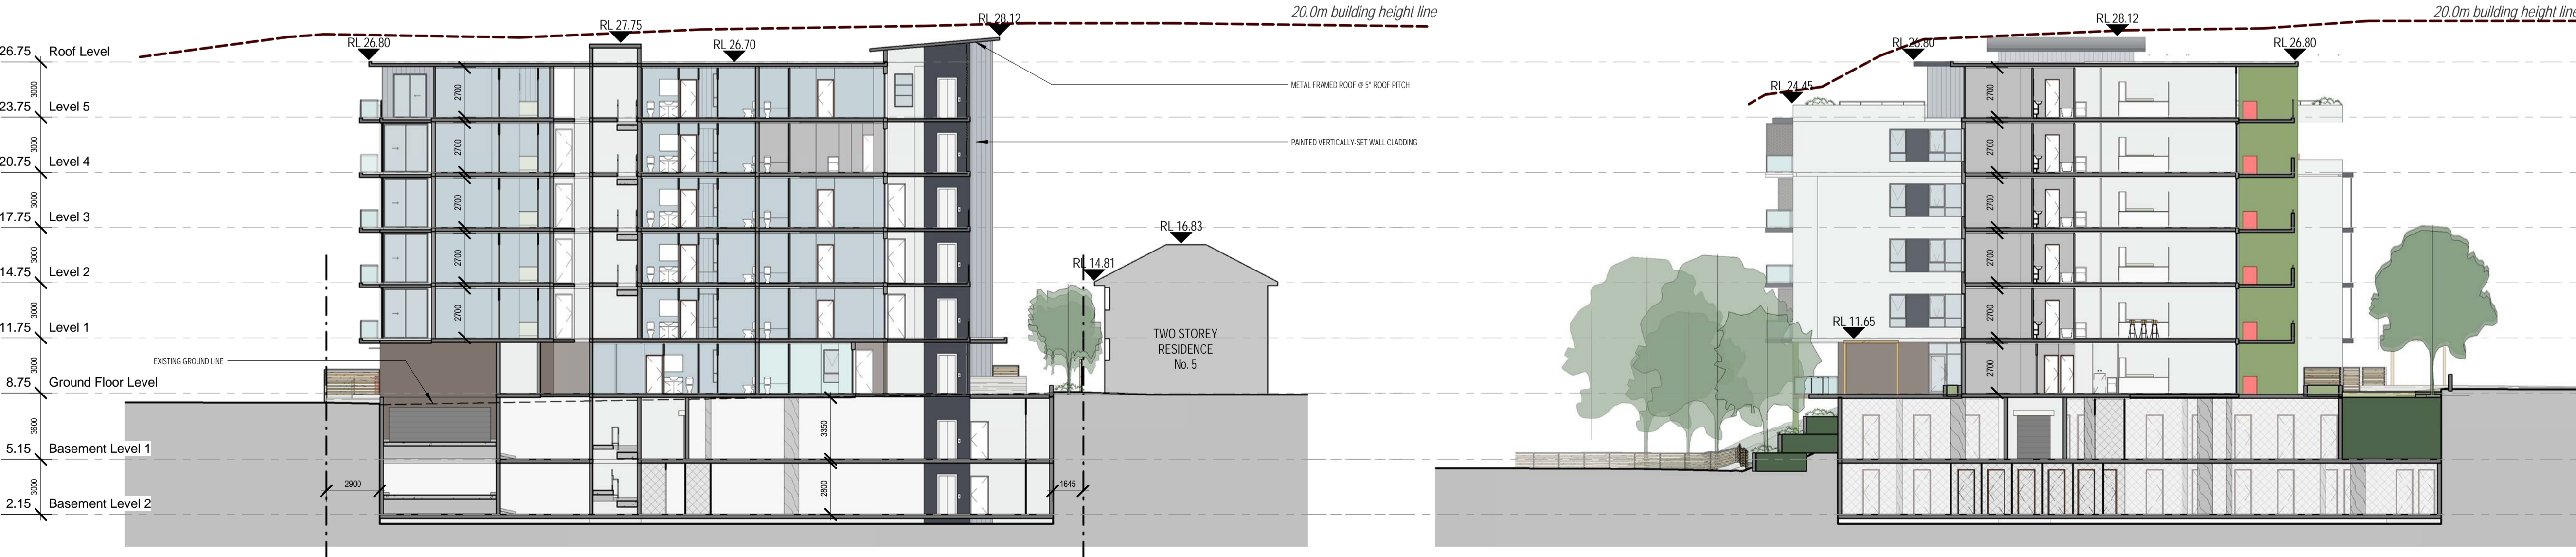 20.0m building height line
20.0m building height line
RL 27.75
RL 28.12
RL 28.12
RL 26.80
RL 26.70
RL 26.80
RL 26.80
26.75 Roof Level
3000
2700
2700
METAL FRAMED ROOF @ 5° ROOF PITCH
RL 24.45
23.75 Level 5
3000
2700
2700
PAINTED VERTICALLY-SET WALL CLADDING
20.75 Level 4
3000
2700
2700
17.75 Level 3
RL 16.83
3000
2700
2700
RL 14.81
14.75 Level 2
3000
2700
2700
RL 11.65
11.75 Level 1
TWO STOREY
RESIDENCE
No. 5
EXISTING GROUND LINE
3000
2700
8.75 Ground Floor Level
3600
3350
5.15 Basement Level 1
3000
2900
2800
1645
2.15 Basement Level 2